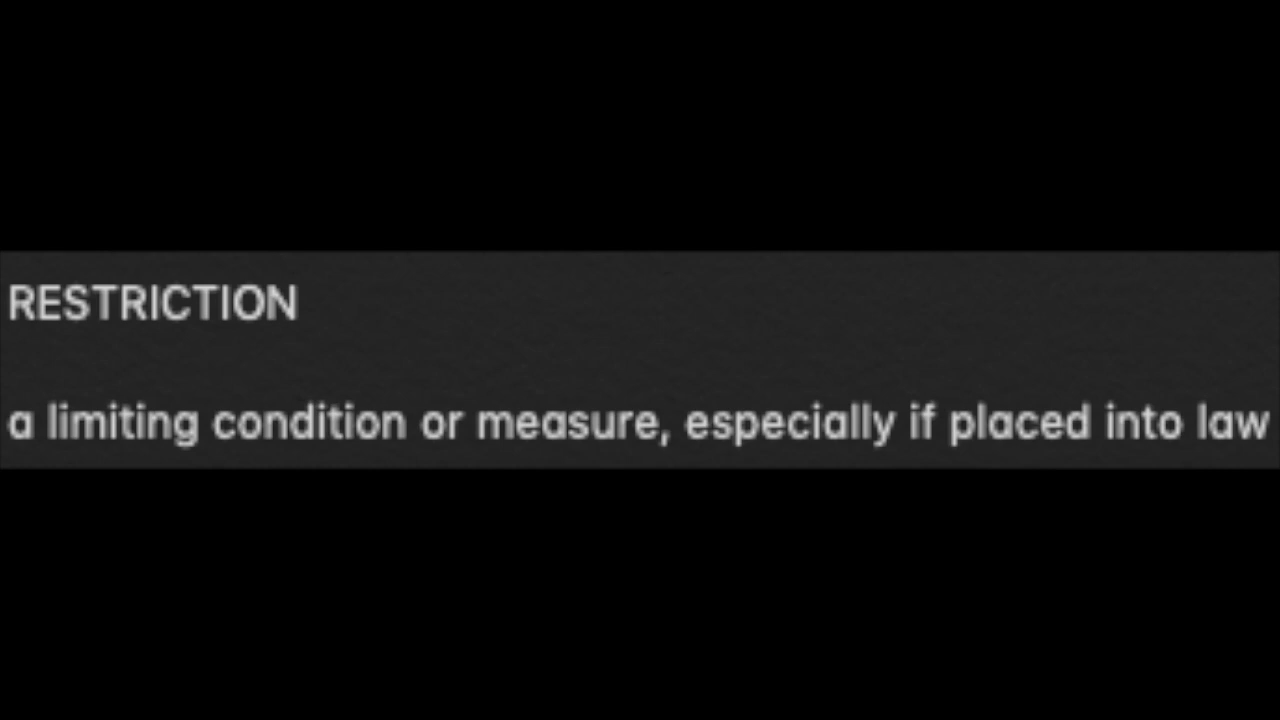 RESTRICTION
a limiting condition or measure, especially if placed into law